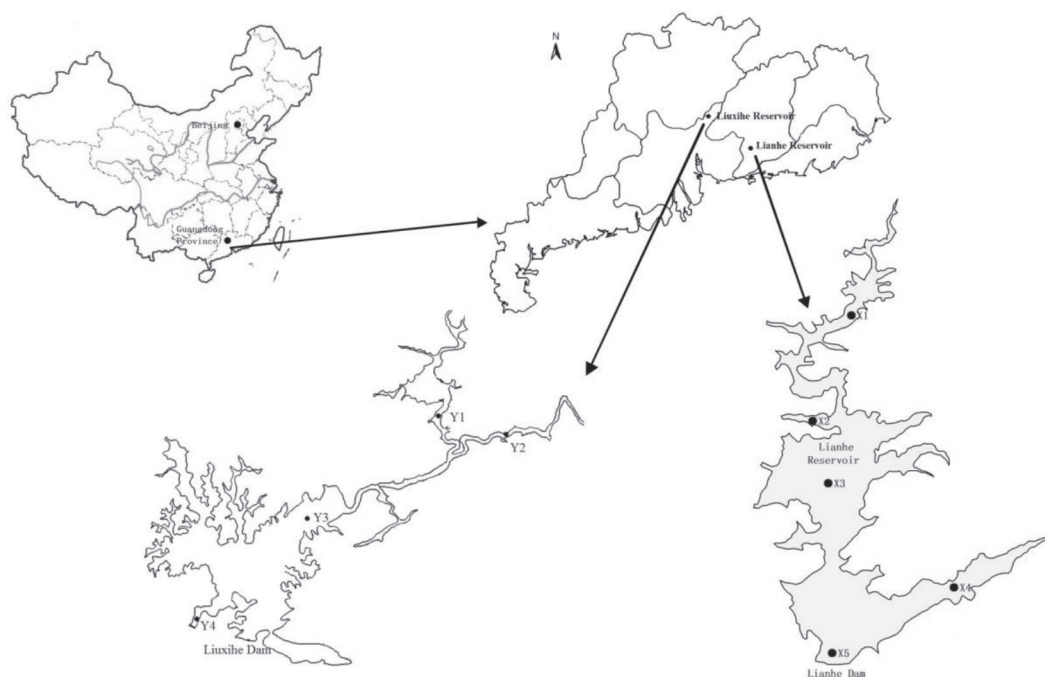 N
Beijing
Guangdong
Province
Liuxihe Reservoir
Lianhe Reservoir
X1
Y1
X2
Y2
Lianhe
Reservoir
X3
Y3
X4
Y4
Liuxihe Dam
X5
Lianhe Dam